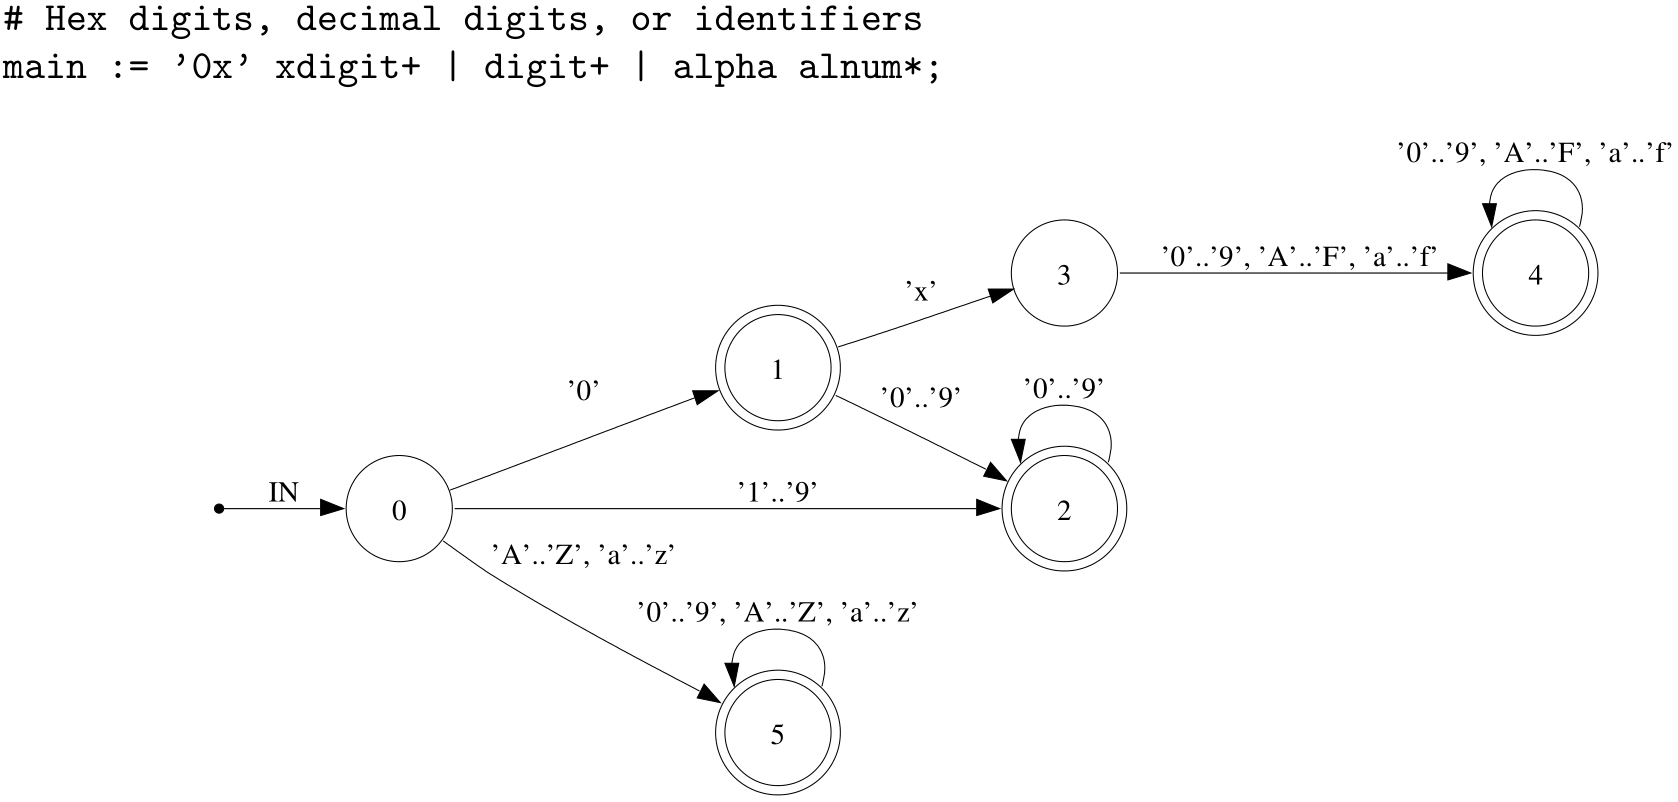 # Hex digits, decimal digits, or identifiers
main := ’0x’ xdigit+ | digit+ | alpha alnum*;
’0’..’9’, ’A’..’F’, ’a’..’f’
’0’..’9’, ’A’..’F’, ’a’..’f’
3
4
’x’
1
’0’
’0’..’9’
’0’..’9’
IN
0
’1’..’9’
2
’A’..’Z’, ’a’..’z’
’0’..’9’, ’A’..’Z’, ’a’..’z’
5